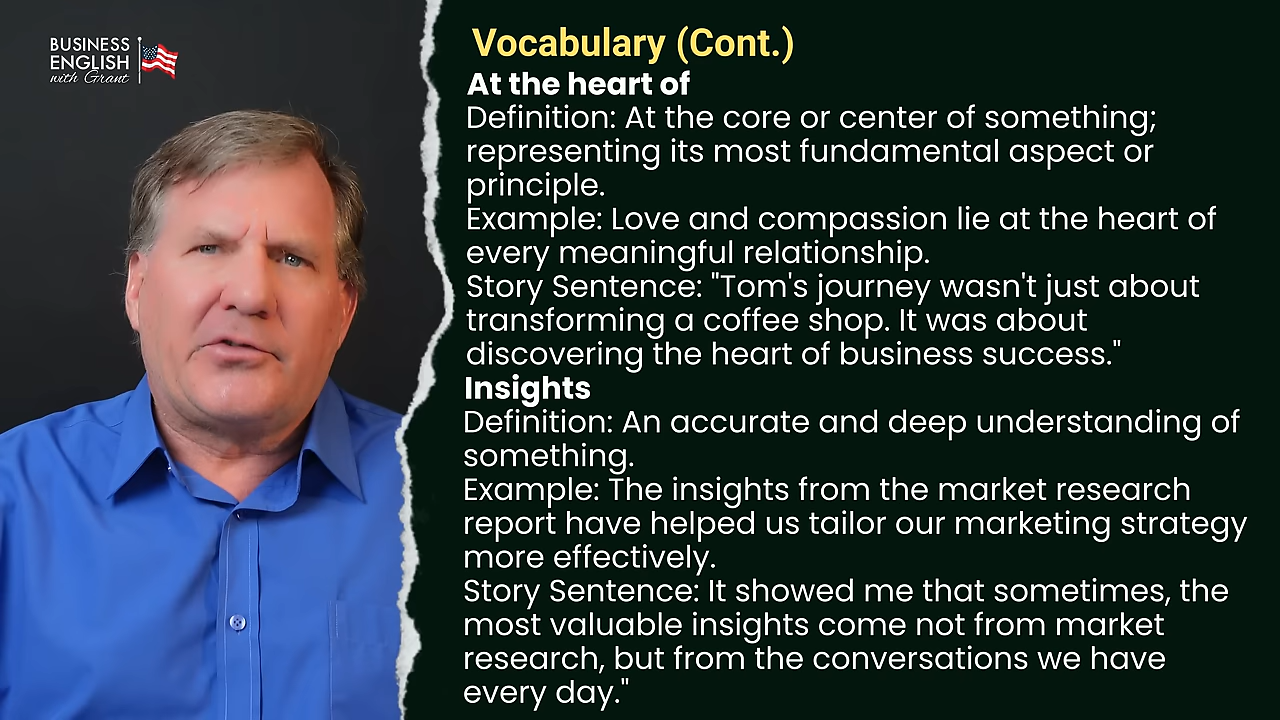 BUSINESS
ENGLISH
with Grant
Vocabulary (Cont.)
At the heart of
Definition: At the core or center of something;
representing its most fundamental aspect or
principle.
Example: Love and compassion lie at the heart of
every meaningful relationship.
Story Sentence: "Tom's journey wasn't just about
transforming a coffee shop. It was about
discovering the heart of business success."
Insights
Definition: An accurate and deep understanding of
something.
Example: The insights from the market research
report have helped us tailor our marketing strategy
more effectively.
Story Sentence: It showed me that sometimes, the
most valuable insights come not from market
research, but from the conversations we have
every day."